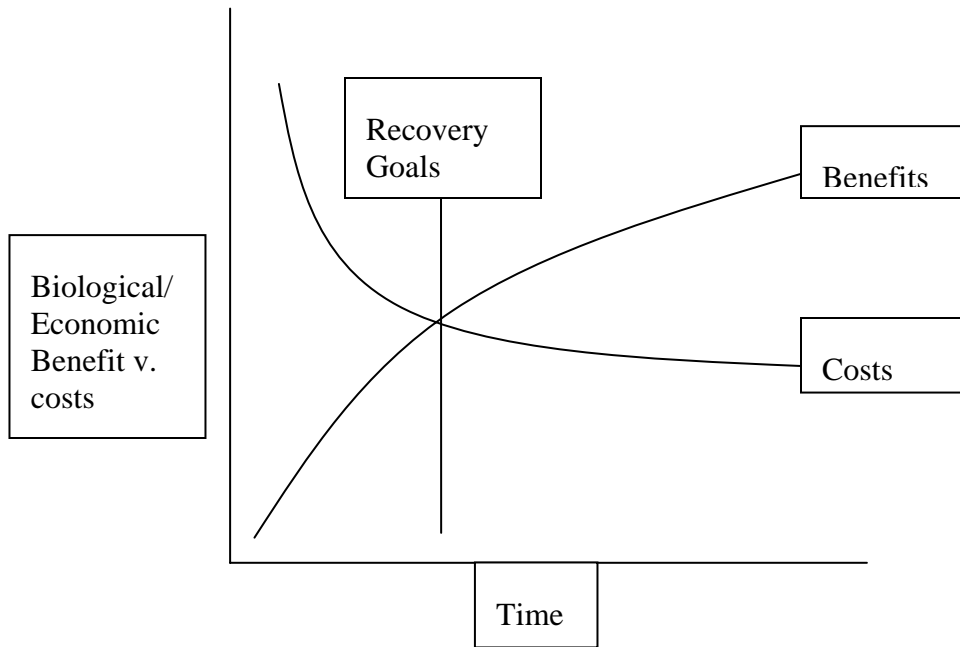 Recovery
Goals
Benefits
Biological/
Economic
Benefit v.
costs
Costs
Time